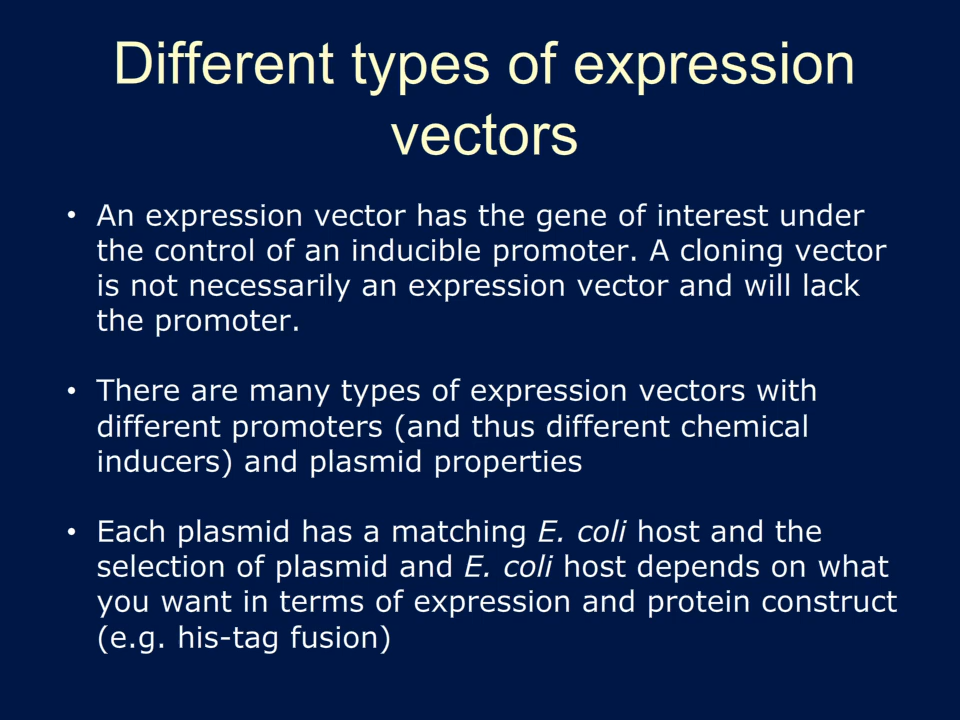 Different types of expression
vectors
• An expression vector has the gene of interest under
the control of an inducible promoter. A cloning vector
is not necessarily an expression vector and will lack
the promoter.
• There are many types of expression vectors with
different promoters (and thus different chemical
inducers) and plasmid properties
• Each plasmid has a matching E. coli host and the
selection of plasmid and E. coli host depends on what
you want in terms of expression and protein construct
(e.g. his-tag fusion)